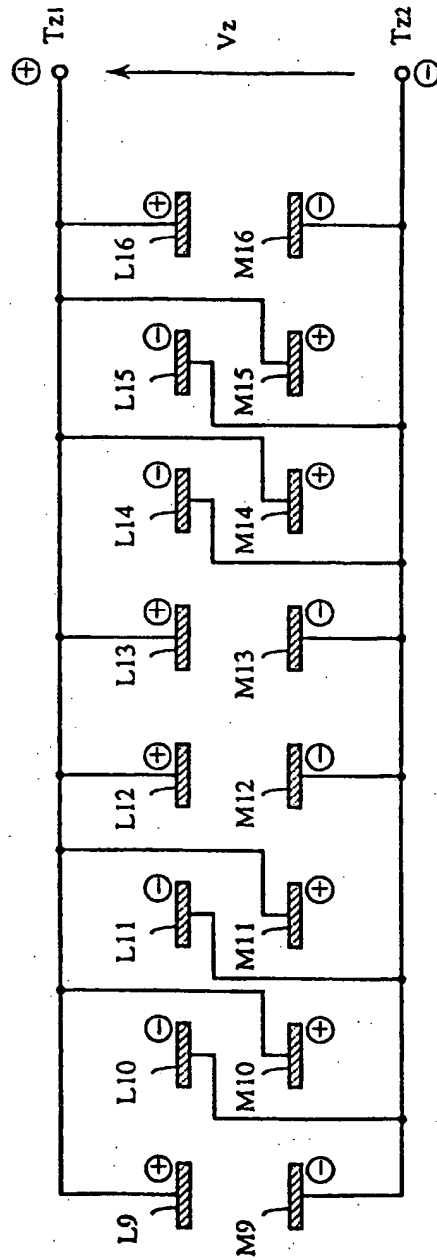 ⊕ Tz1
Vz
Tz2 ⊖
L9 ⊕
L10 ⊖
L11 ⊖
L12 ⊕
L13 ⊕
L14 ⊖
L15 ⊖
L16 ⊕
M9 ⊖
M10 ⊕
M11 ⊕
M12 ⊖
M13 ⊖
M14 ⊕
M15 ⊕
M16 ⊖